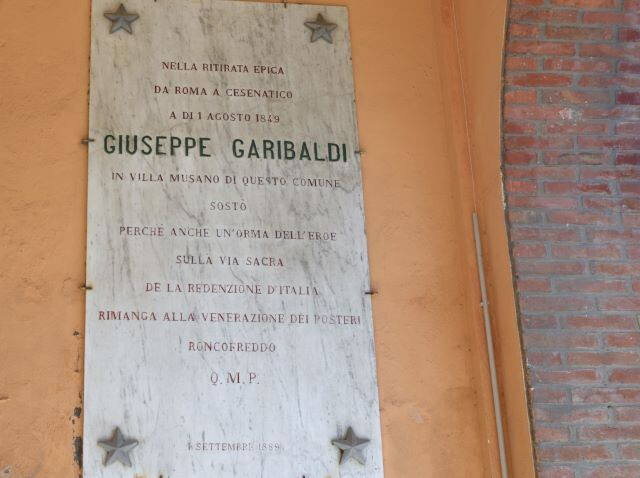 NELLA RITIRATA EPICA
DA ROMA A CESENATICO
A DI 1 AGOSTO 1849
GIUSEPPE GARIBALDI
IN VILLA MUSANO DI QUESTO COMUNE
SOSTÒ
PERCHÉ ANCHE UN'ORMA DELL'EROE
SULLA VIA SACRA
DE LA REDENZIONE D'ITALIA
RIMANGA ALLA VENERAZIONE DEI POSTERI
RONCOFREDDO
Q. M. P.
1 SETTEMBRE 1889